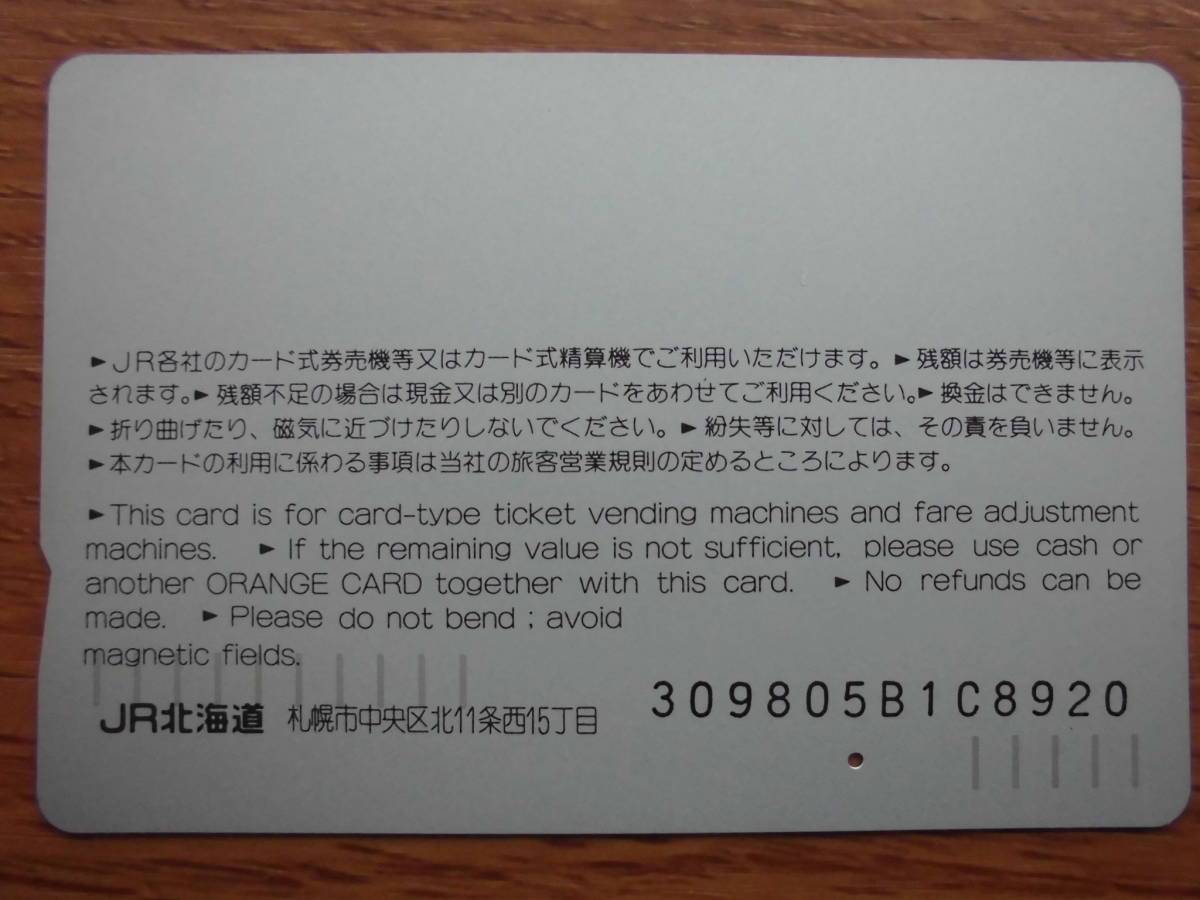 ►JR各社のカード式券売機等又はカード式精算機でご利用いただけます。►残額は券売機等に表示
されます。►残額不足の場合は現金又は別のカードをあわせてご利用ください。►換金はできません。
►折り曲げたり、磁気に近づけたりしないでください。►紛失等に対しては、その責を負いません。
►本カードの利用に係わる事項は当社の旅客営業規則の定めるところによります。
►This card is for card-type ticket vending machines and fare adjustment
machines. ►If the remaining value is not sufficient, please use cash or
another ORANGE CARD together with this card. ►No refunds can be
made. ►Please do not bend ; avoid
magnetic fields.
309805B1C8920
JR北海道 札幌市中央区北11条西15丁目